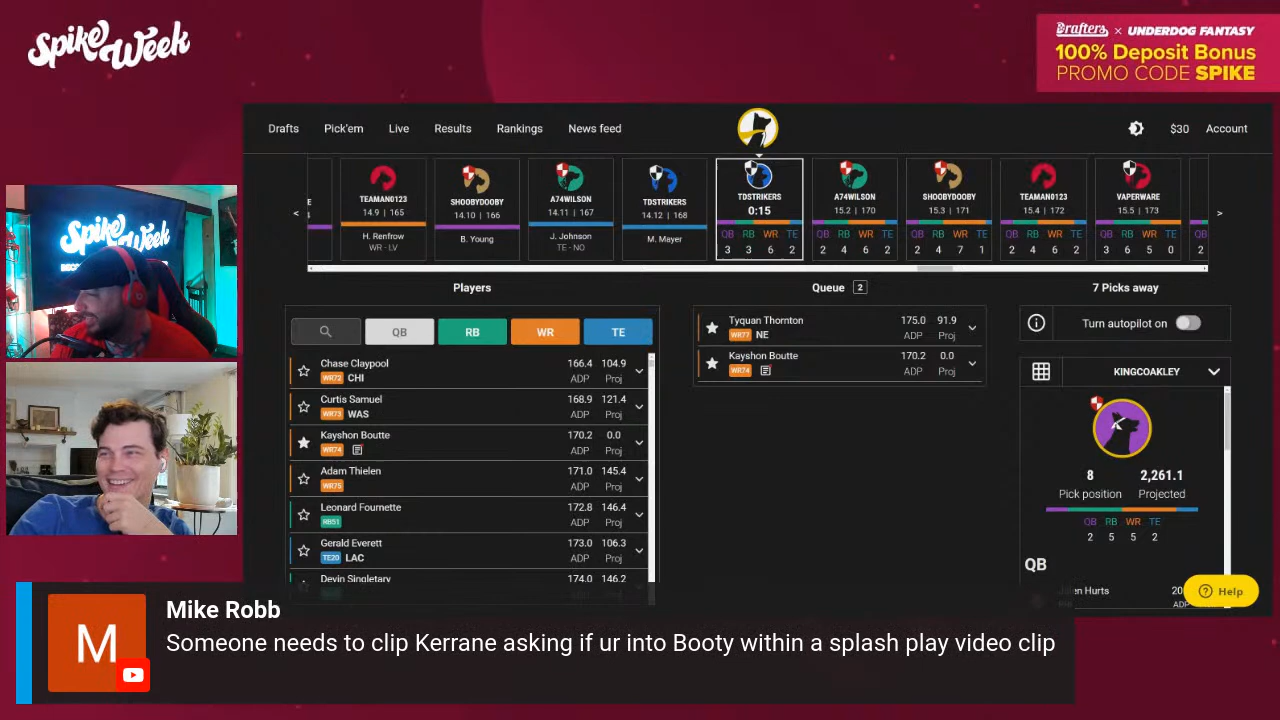 Spike Week
Drafters × UNDERDOG FANTASY
100% Deposit Bonus
PROMO CODE SPIKE
Drafts Pick'em Live Results Rankings News feed
$30 Account
TEAMAN0123
14.9 | 165
H. Renfrow
WR - LV
SHOOBYDOOBY
14.10 | 166
B. Young
A74WILSON
14.11 | 167
J. Johnson
TE - NO
TDSTRIKERS
14.12 | 168
M. Mayer
TDSTRIKERS
0:15
QB RB WR TE
3 3 6 2
A74WILSON
15.2 | 170
QB RB WR TE
2 4 6 2
SHOOBYDOOBY
15.3 | 171
QB RB WR TE
2 4 7 1
TEAMAN0123
15.4 | 172
QB RB WR TE
2 4 6 2
VAPERWARE
15.5 | 173
QB RB WR TE
3 6 5 0
QB
2
< >
Players
QB RB WR TE
Chase Claypool 166.4 104.9
WR72 CHI ADP Proj
Curtis Samuel 168.9 121.4
WR73 WAS ADP Proj
Kayshon Boutte 170.2 0.0
WR74 ADP Proj
Adam Thielen 171.0 145.4
WR75 ADP Proj
Leonard Fournette 172.8 146.4
RB51 ADP Proj
Gerald Everett 173.0 106.3
TE20 LAC ADP Proj
Devin Singletary 174.0 146.2
Queue 2
Tyquan Thornton 175.0 91.9
WR77 NE ADP Proj
Kayshon Boutte 170.2 0.0
WR74 ADP Proj
7 Picks away
Turn autopilot on
KINGCOAKLEY
8 2,261.1
Pick position Projected
QB RB WR TE
2 5 5 2
QB
Hurts 20
ADP
Help
Spike Week
M
Mike Robb
Someone needs to clip Kerrane asking if ur into Booty within a splash play video clip